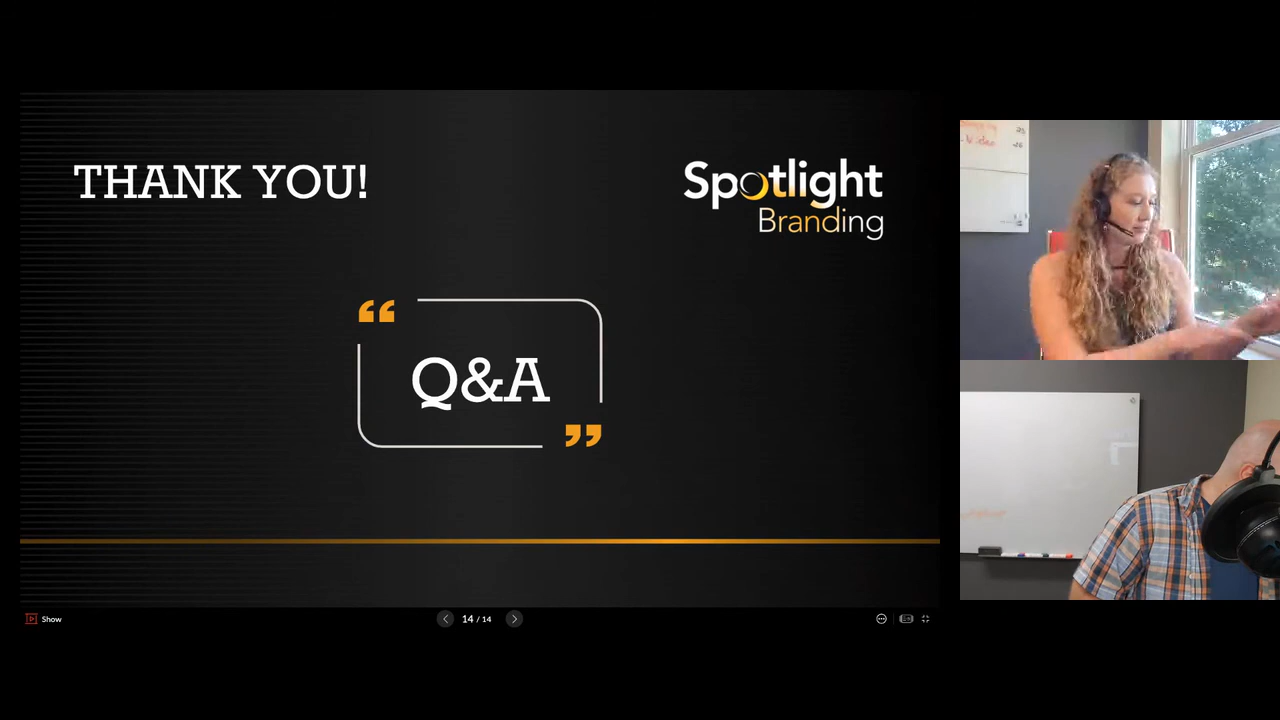 THANK YOU!
Spotlight
Branding
“
Q&A
”
Show
14 / 14